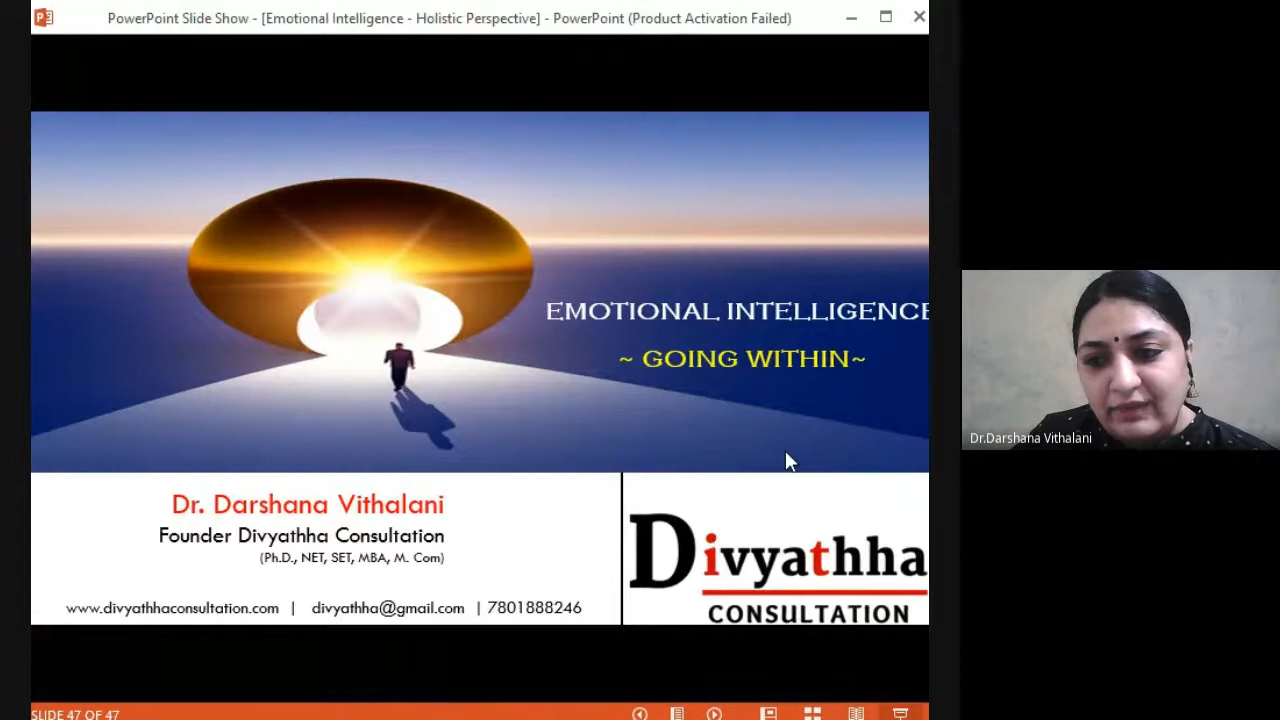 PowerPoint Slide Show - [Emotional Intelligence - Holistic Perspective] - PowerPoint (Product Activation Failed)
EMOTIONAL INTELLIGENCE
~ GOING WITHIN~
Dr. Darshana Vithalani
Founder Divyathha Consultation
(Ph.D., NET, SET, MBA, M. Com)
www.divyathhaconsultation.com | divyathha@gmail.com | 7801888246
Divyathha
CONSULTATION
Dr.Darshana Vithalani
SLIDE 47 OF 47